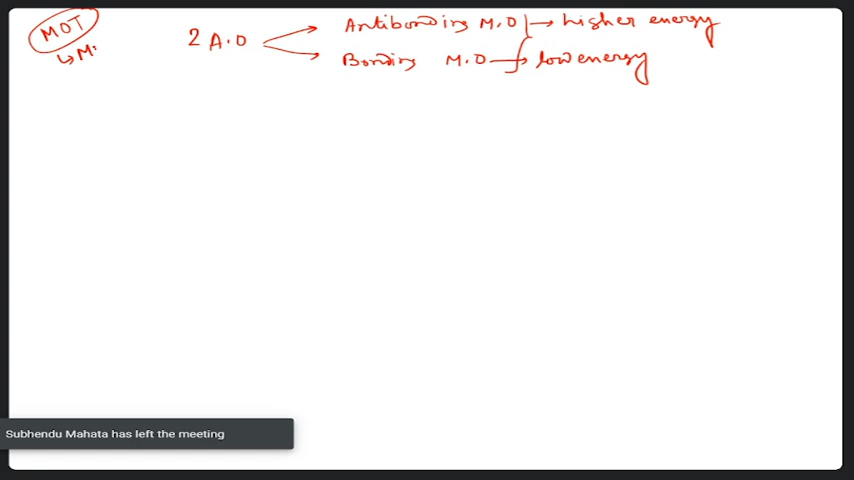 MOT
↳ M:
2 A.O
Antibonding M.O → higher energy
Bonding M.O → low energy
Subhendu Mahata has left the meeting